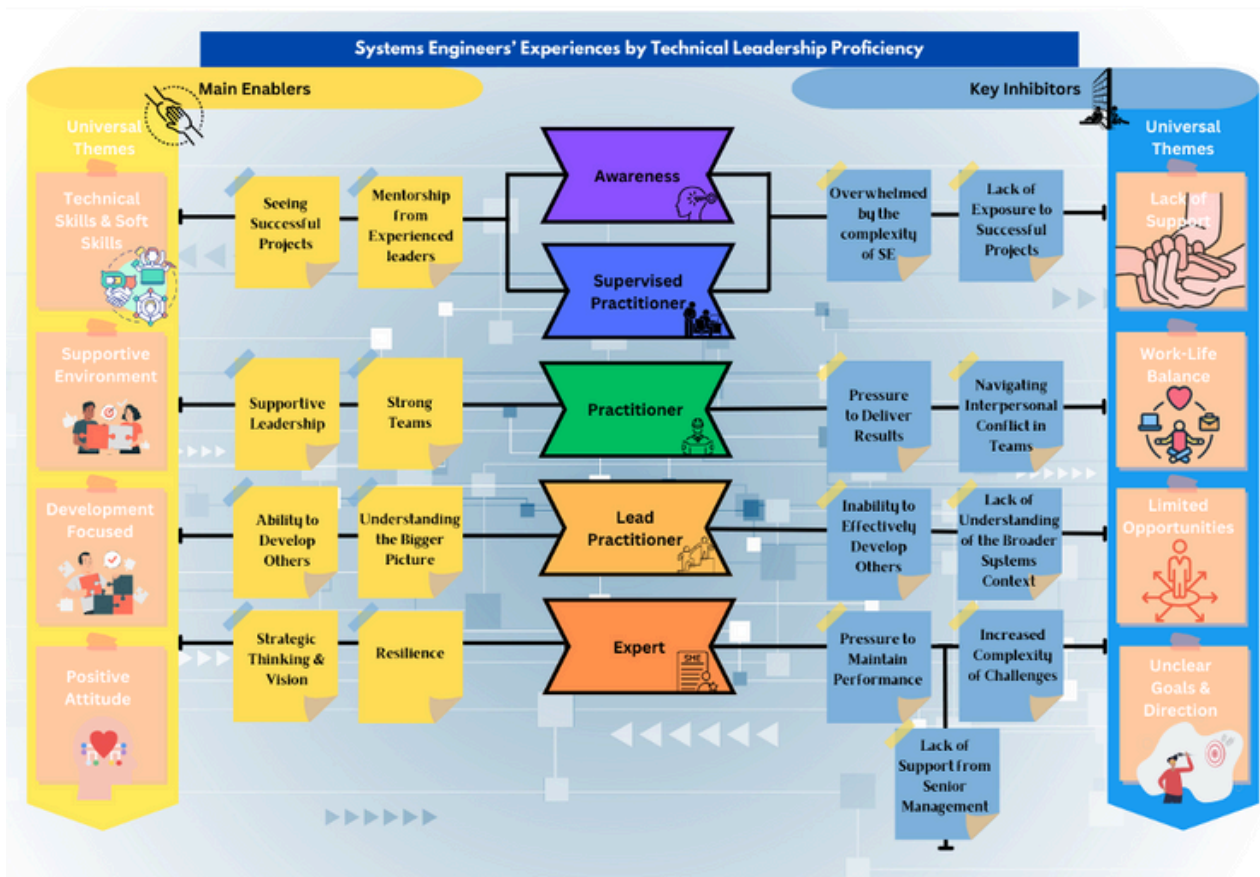 Systems Engineers’ Experiences by Technical Leadership Proficiency
Main Enablers
Key Inhibitors
Universal
Themes
Technical
Skills & Soft
Skills
Supportive
Environment
Development
Focused
Positive
Attitude
Seeing
Successful
Projects
Mentorship
from
Experienced
leaders
Awareness
Supervised
Practitioner
Overwhelmed
by the
complexity
of SE
Lack of
Exposure to
Successful
Projects
Supportive
Leadership
Strong
Teams
Practitioner
Pressure
to Deliver
Results
Navigating
Interpersonal
Conflict in
Teams
Ability to
Develop
Others
Understanding
the Bigger
Picture
Lead
Practitioner
Inability to
Effectively
Develop
Others
Lack of
Understanding
of the Broader
Systems
Context
Strategic
Thinking &
Vision
Resilience
Expert
SME
Pressure to
Maintain
Performance
Increased
Complexity
of Challenges
Lack of
Support from
Senior
Management
Universal
Themes
Lack of
Support
Work-Life
Balance
Limited
Opportunities
Unclear
Goals &
Direction